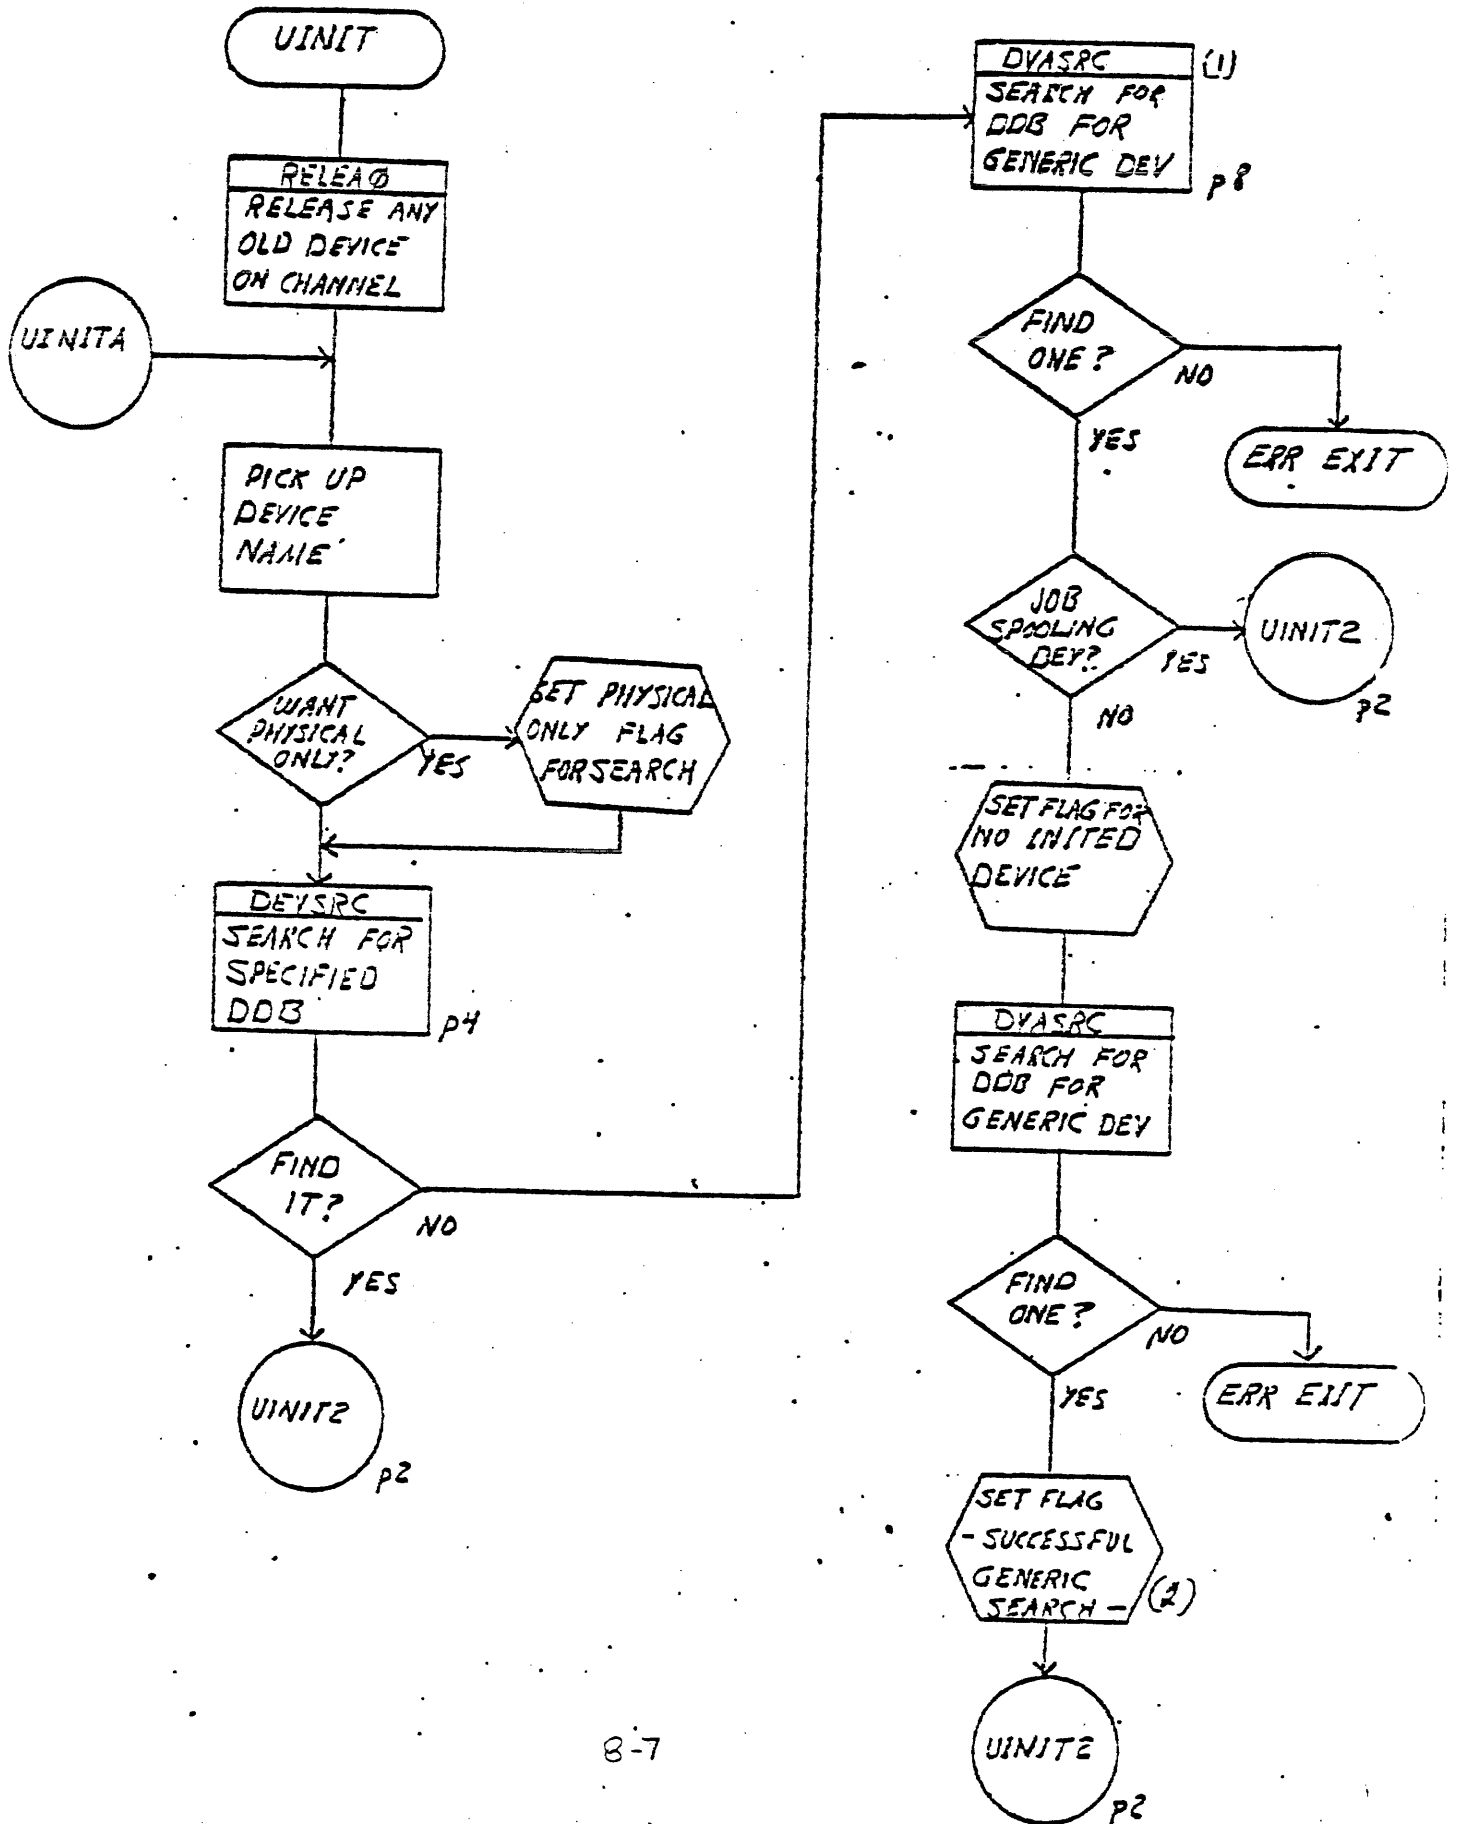 UINIT
RELEAØ
RELEASE ANY
OLD DEVICE
ON CHANNEL
UINITA
PICK UP
DEVICE
NAME
WANT
PHYSICAL
ONLY?
YES
SET PHYSICAL
ONLY FLAG
FOR SEARCH
DEVSRC
SEARCH FOR
SPECIFIED
DDB
p4
FIND
IT?
NO
YES
UINIT2
p2
DVASRC
(1)
SEARCH FOR
DDB FOR
GENERIC DEV
p8
FIND
ONE?
NO
YES
ERR EXIT
JOB
SPOOLING
DEV?
YES
UINIT2
p2
NO
SET FLAG FOR
NO INITED
DEVICE
DVASRC
SEARCH FOR
DDB FOR
GENERIC DEV
FIND
ONE?
NO
YES
ERR EXIT
SET FLAG
- SUCCESSFUL
GENERIC
SEARCH -
(2)
UINIT2
p2
8-7